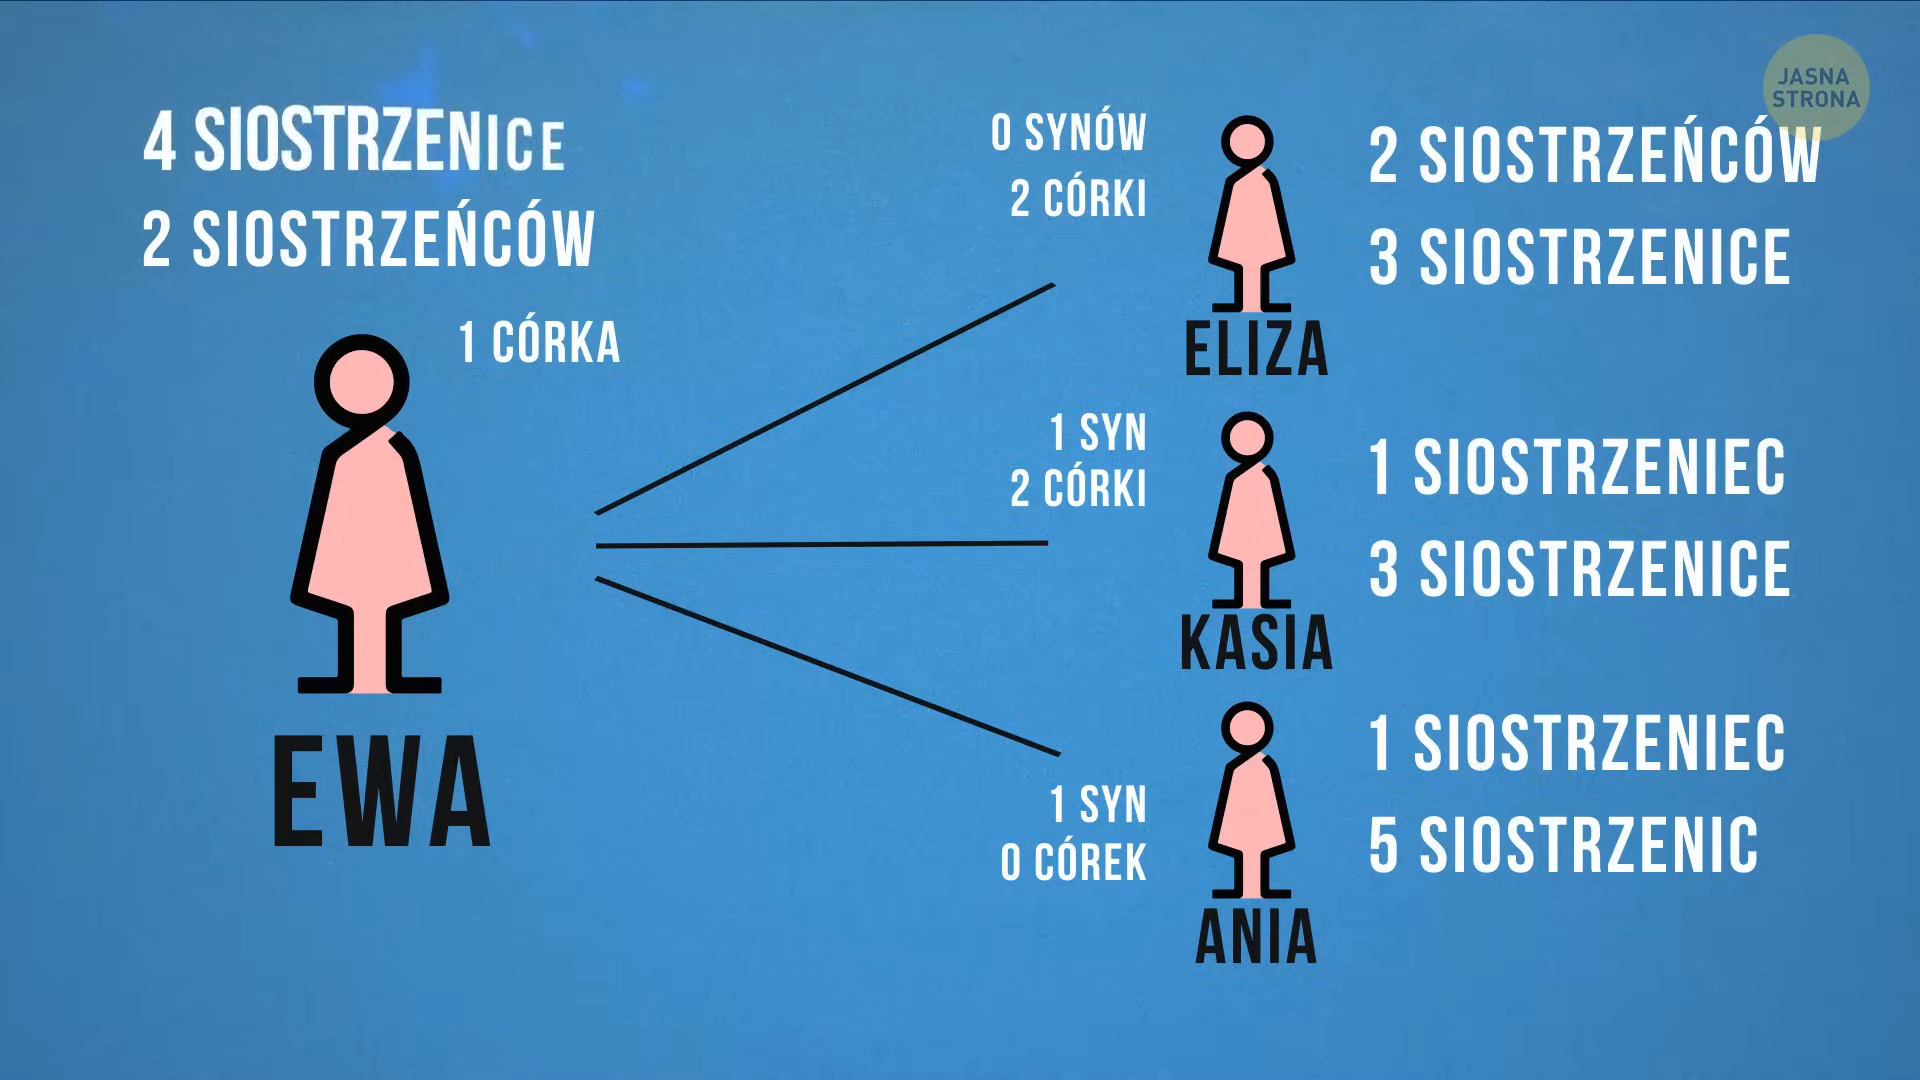 4 SIOSTRZENICE
2 SIOSTRZEŃCÓW
1 CÓRKA
EWA
0 SYNÓW
2 CÓRKI
ELIZA
2 SIOSTRZEŃCÓW
3 SIOSTRZENICE
1 SYN
2 CÓRKI
KASIA
1 SIOSTRZENIEC
3 SIOSTRZENICE
1 SYN
0 CÓREK
ANIA
1 SIOSTRZENIEC
5 SIOSTRZENIC
JASNA
STRONA